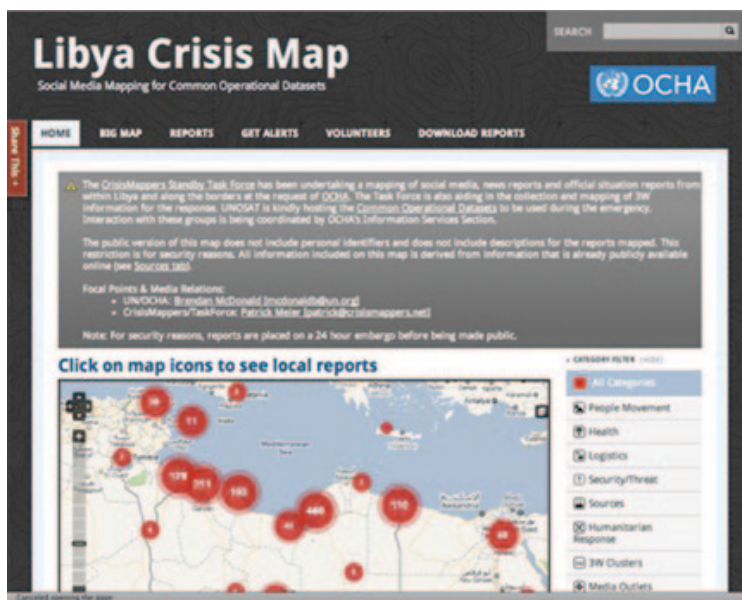 SEARCH
Libya Crisis Map
Social Media Mapping for Common Operational Datasets
OCHA
Share This +
HOME BIG MAP REPORTS GET ALERTS VOLUNTEERS DOWNLOAD REPORTS
The CrisisMappers Standby Task Force has been undertaking a mapping of social media, news reports and official situation reports from
within Libya and along the borders at the request of OCHA. The Task Force is also aiding in the collection and mapping of 3W
information for the response. UNOSAT is kindly hosting the Common Operational Datasets to be used during the emergency.
Interaction with these groups is being coordinated by OCHA's Information Services Section.
The public version of this map does not include personal identifiers and does not include descriptions for the reports mapped. This
restriction is for security reasons. All information included on this map is derived from information that is already publicly available
online (see Sources tab).
Focal Points & Media Relations:
• UN/OCHA: Brendan McDonald [mcdonaldb@un.org]
• CrisisMappers/TaskForce: Patrick Meier [patrick@crisismappers.net]
Note: For security reasons, reports are placed on a 24 hour embargo before being made public.
Click on map icons to see local reports
CATEGORY FILTER [HIDE]
All Categories
People Movement
Health
Logistics
Security/Threat
Sources
Humanitarian
Response
3W Clusters
Media Outlets
11
Mediterranean
Sea
178
211
193
Alexandria
110
Canceled opening the page